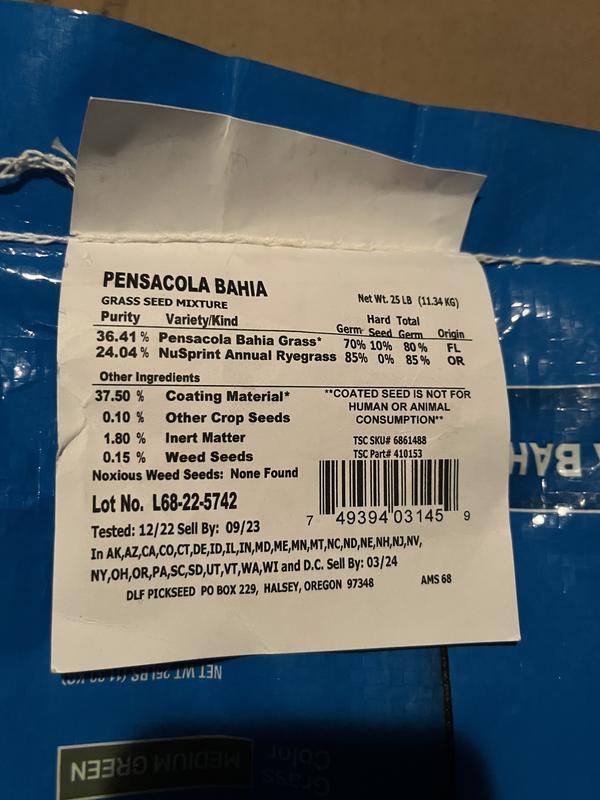 PENSACOLA BAHIA
GRASS SEED MIXTURE
Net Wt. 25 LB (11.34 KG)
Purity Variety/Kind Germ Hard Seed Total Germ Origin
36.41 % Pensacola Bahia Grass* 70% 10% 80% FL
24.04 % NuSprint Annual Ryegrass 85% 0% 85% OR
Other Ingredients
37.50 % Coating Material*
0.10 % Other Crop Seeds
1.80 % Inert Matter
0.15 % Weed Seeds
Noxious Weed Seeds: None Found
**COATED SEED IS NOT FOR
HUMAN OR ANIMAL
CONSUMPTION**
TSC SKU# 6861488
TSC Part# 410153
7 49394 03145 9
Lot No. L68-22-5742
Tested: 12/22 Sell By: 09/23
In AK,AZ,CA,CO,CT,DE,ID,IL,IN,MD,ME,MN,MT,NC,ND,NE,NH,NJ,NV,
NY,OH,OR,PA,SC,SD,UT,VT,WA,WI and D.C. Sell By: 03/24
DLF PICKSEED PO BOX 229, HALSEY, OREGON 97348
AMS 68
BAH
NET WT 25LBS
Grass
Color
MEDIUM GREEN